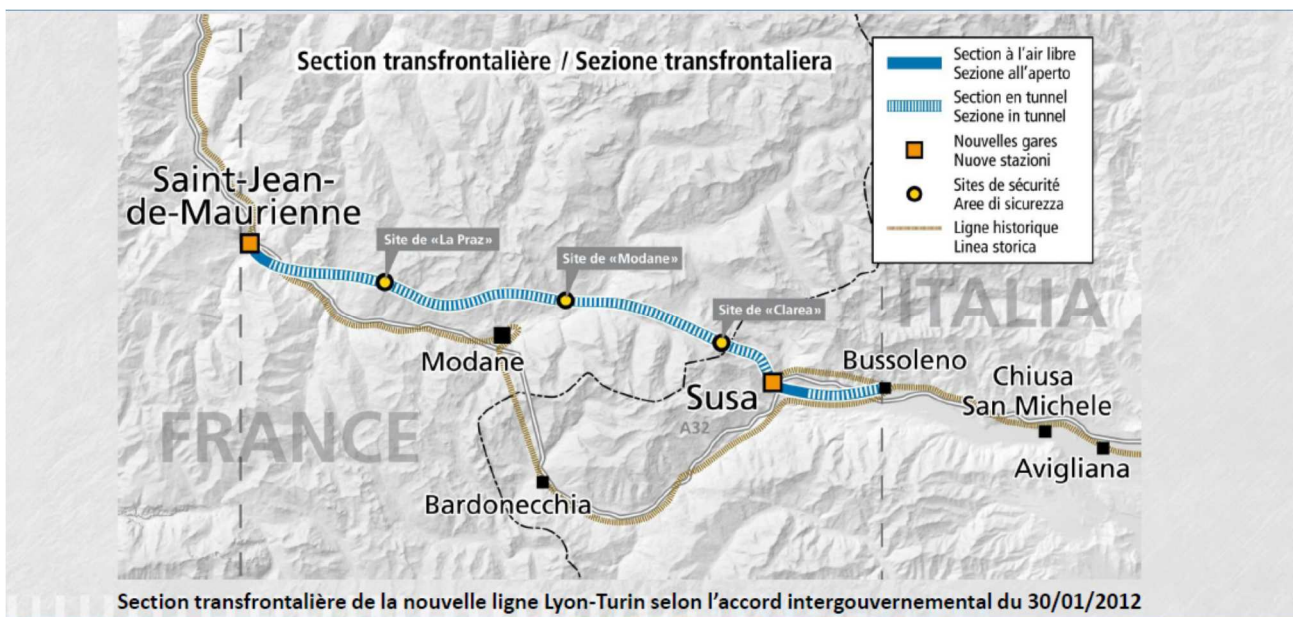 Section transfrontalière / Sezione transfrontaliera
Section à l'air libre
Sezione all'aperto
Section en tunnel
Sezione in tunnel
Nouvelles gares
Nuove stazioni
Sites de sécurité
Aree di sicurezza
Ligne historique
Linea storica
Saint-Jean-
de-Maurienne
Site de «La Praz»
Site de «Modane»
Site de «Clarea»
ITALIA
Modane
Susa
Bussoleno
Chiusa
San Michele
A32
FRANCE
Avigliana
Bardonecchia
Section transfrontalière de la nouvelle ligne Lyon-Turin selon l'accord intergouvernemental du 30/01/2012